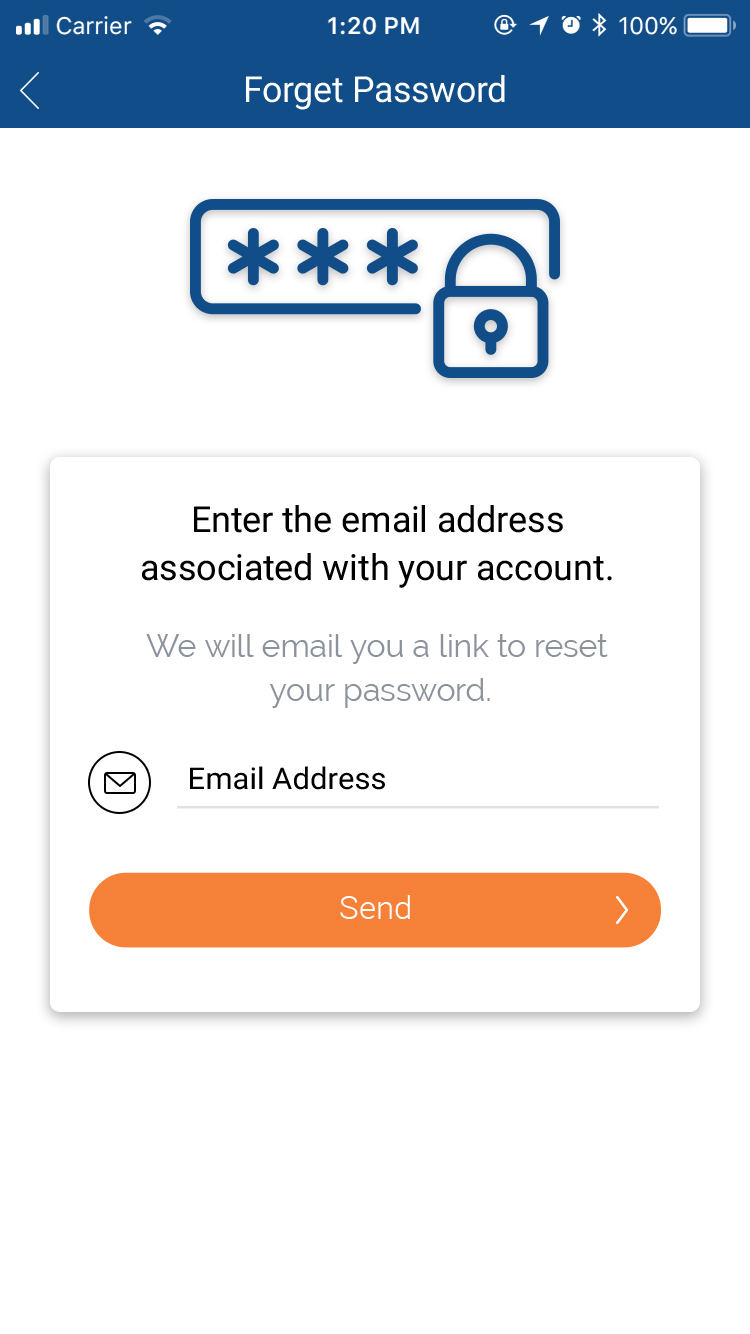 Carrier 1:20 PM 100%
Forget Password
***
Enter the email address
associated with your account.
We will email you a link to reset
your password.
Email Address
Send